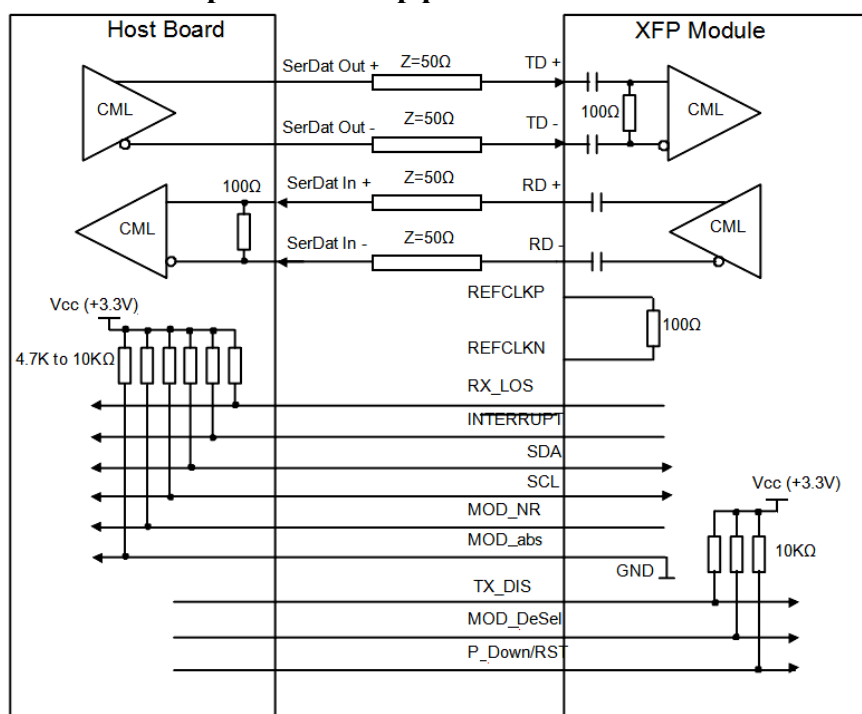 Host Board
XFP Module
SerDat Out +
Z=50Ω
TD +
CML
100Ω
CML
SerDat Out -
Z=50Ω
TD -
SerDat In +
Z=50Ω
RD +
100Ω
CML
CML
SerDat In -
Z=50Ω
RD -
REFCLKP
Vcc (+3.3V)
100Ω
4.7K to 10KΩ
REFCLKN
RX_LOS
INTERRUPT
SDA
SCL
Vcc (+3.3V)
MOD_NR
MOD_abs
10KΩ
GND
TX_DIS
MOD_DeSel
P_Down/RST